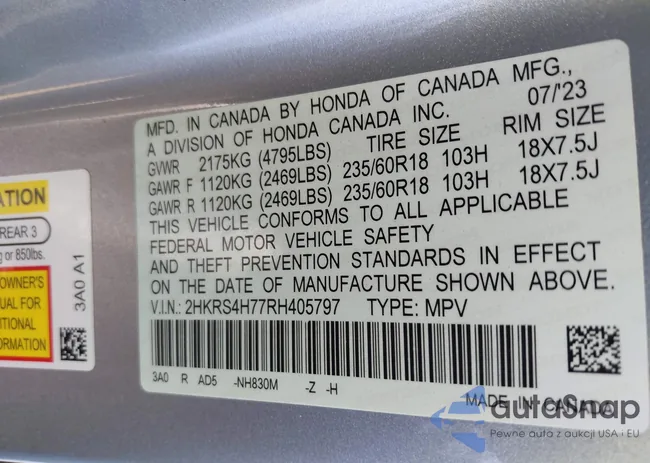 MFD. IN CANADA BY HONDA OF CANADA MFG.,
A DIVISION OF HONDA CANADA INC. 07/'23
GVWR 2175KG (4795LBS) TIRE SIZE RIM SIZE
GAWR F 1120KG (2469LBS) 235/60R18 103H 18X7.5J
GAWR R 1120KG (2469LBS) 235/60R18 103H 18X7.5J
THIS VEHICLE CONFORMS TO ALL APPLICABLE
FEDERAL MOTOR VEHICLE SAFETY
AND THEFT PREVENTION STANDARDS IN EFFECT
ON THE DATE OF MANUFACTURE SHOWN ABOVE.
V.I.N.: 2HKRS4H77RH405797 TYPE: MPV
3A0 R AD5 -NH830M -Z -H
MADE IN CANADA
ATION
REAR 3
g or 850lbs.
OWNER'S
UAL FOR
ITIONAL
ORMATION
3A0 A1
autoSnap
Pewne auta z aukcji USA i EU